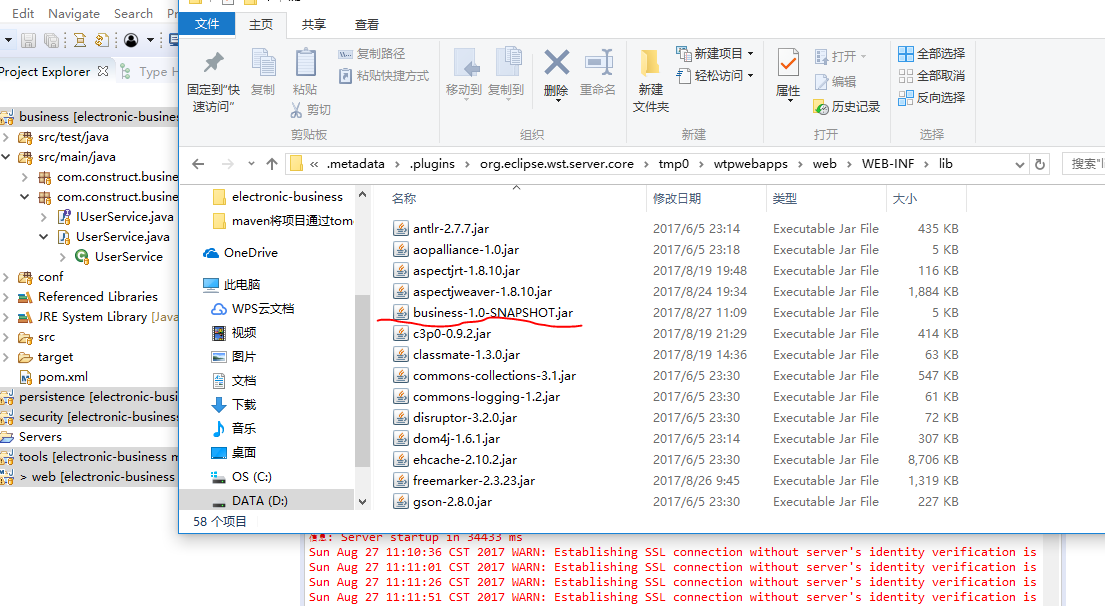 Edit Navigate Search
Project Explorer
Type
business [electronic-busine
src/test/java
src/main/java
com.construct.busine
com.construct.busine
IUserService.java
UserService.java
UserService
conf
Referenced Libraries
JRE System Library [Java
src
target
pom.xml
persistence [electronic-busi
security [electronic-business
Servers
tools [electronic-business m
> web [electronic-business
文件 主页 共享 查看
固定到"快
速访问"
复制
粘贴
复制路径
粘贴快捷方式
剪切
剪贴板
移动到
复制到
删除
重命名
组织
新建
文件夹
新建项目
轻松访问
新建
属性
打开
编辑
历史记录
打开
全部选择
全部取消
反向选择
选择
« .metadata › .plugins › org.eclipse.wst.server.core › tmp0 › wtpwebapps › web › WEB-INF › lib
搜索"li
electronic-business
maven将项目通过tom
OneDrive
此电脑
WPS云文档
视频
图片
文档
下载
音乐
桌面
OS (C:)
DATA (D:)
名称 修改日期 类型 大小
antlr-2.7.7.jar 2017/6/5 23:14 Executable Jar File 435 KB
aopalliance-1.0.jar 2017/6/5 23:18 Executable Jar File 5 KB
aspectjrt-1.8.10.jar 2017/8/19 19:48 Executable Jar File 116 KB
aspectjweaver-1.8.10.jar 2017/8/24 19:34 Executable Jar File 1,884 KB
business-1.0-SNAPSHOT.jar 2017/8/27 11:09 Executable Jar File 5 KB
c3p0-0.9.2.jar 2017/8/19 21:29 Executable Jar File 414 KB
classmate-1.3.0.jar 2017/8/19 14:36 Executable Jar File 63 KB
commons-collections-3.1.jar 2017/6/5 23:30 Executable Jar File 547 KB
commons-logging-1.2.jar 2017/6/5 23:30 Executable Jar File 61 KB
disruptor-3.2.0.jar 2017/6/5 23:30 Executable Jar File 72 KB
dom4j-1.6.1.jar 2017/6/5 23:14 Executable Jar File 307 KB
ehcache-2.10.2.jar 2017/6/5 23:30 Executable Jar File 8,706 KB
freemarker-2.3.23.jar 2017/8/26 9:45 Executable Jar File 1,319 KB
gson-2.8.0.jar 2017/6/5 23:30 Executable Jar File 227 KB
58 个项目
信息: Server startup in 34433 ms
Sun Aug 27 11:10:36 CST 2017 WARN: Establishing SSL connection without server's identity verification is
Sun Aug 27 11:11:01 CST 2017 WARN: Establishing SSL connection without server's identity verification is
Sun Aug 27 11:11:26 CST 2017 WARN: Establishing SSL connection without server's identity verification is
Sun Aug 27 11:11:51 CST 2017 WARN: Establishing SSL connection without server's identity verification is